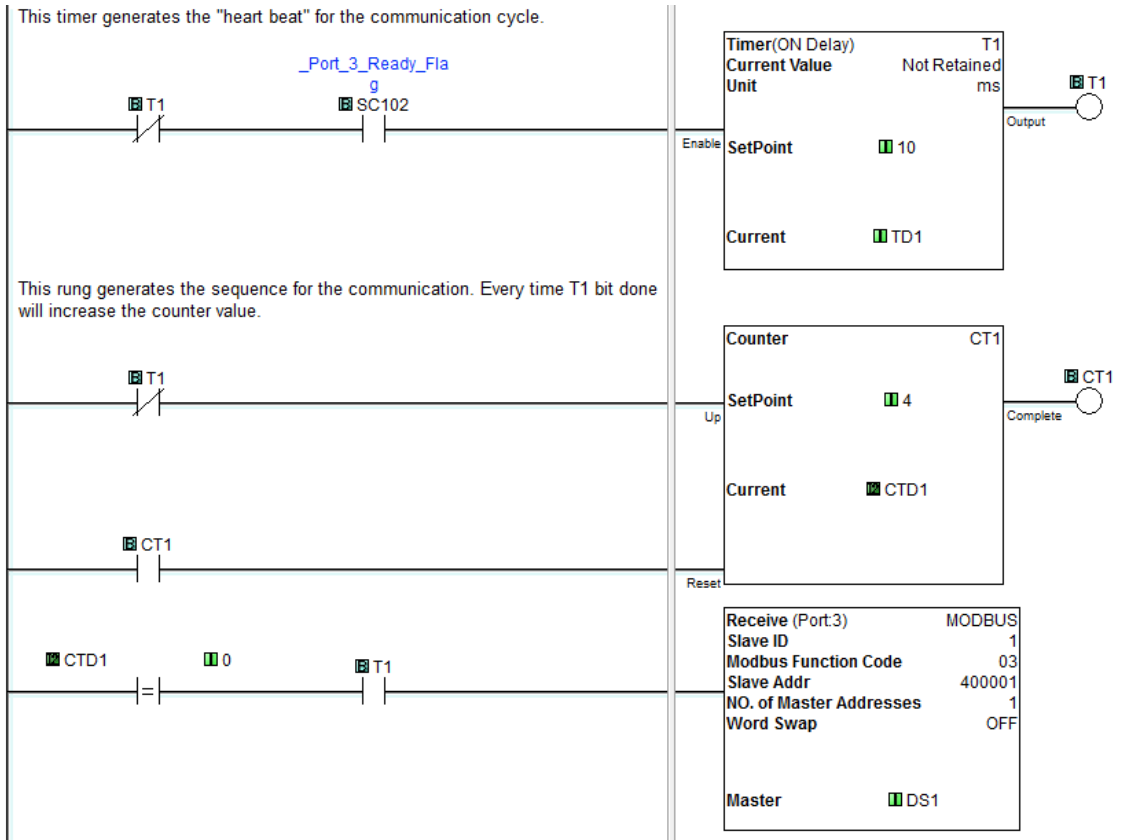 This timer generates the "heart beat" for the communication cycle.
Timer(ON Delay) T1
Current Value Not Retained
Unit ms
_Port_3_Ready_Fla
g
T1
SC102
T1
Output
Enable
SetPoint 10
Current TD1
This rung generates the sequence for the communication. Every time T1 bit done
will increase the counter value.
Counter CT1
T1
CT1
Up
SetPoint 4
Complete
Current CTD1
CT1
Reset
Receive (Port:3) MODBUS
Slave ID 1
Modbus Function Code 03
Slave Addr 400001
NO. of Master Addresses 1
Word Swap OFF
CTD1 0 T1
=
Master DS1